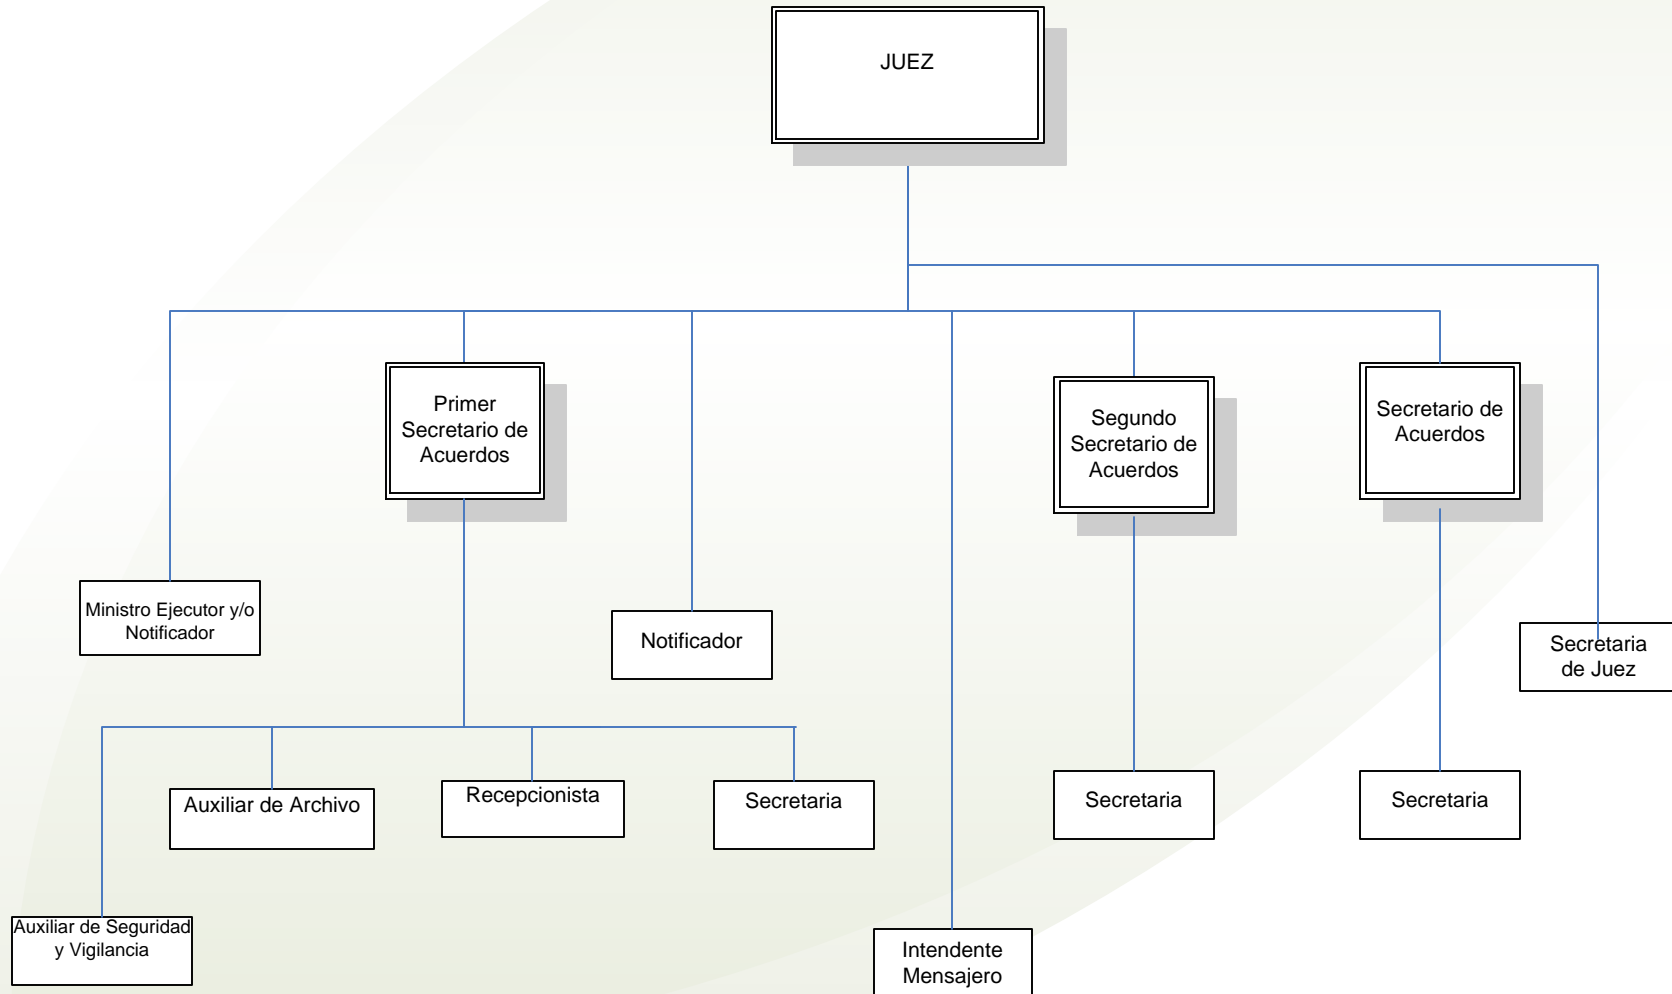 JUEZ
Primer
Secretario de
Acuerdos
Segundo
Secretario de
Acuerdos
Secretario de
Acuerdos
Ministro Ejecutor y/o
Notificador
Notificador
Secretaria
de Juez
Auxiliar de Archivo
Recepcionista
Secretaria
Secretaria
Secretaria
Auxiliar de Seguridad
y Vigilancia
Intendente
Mensajero